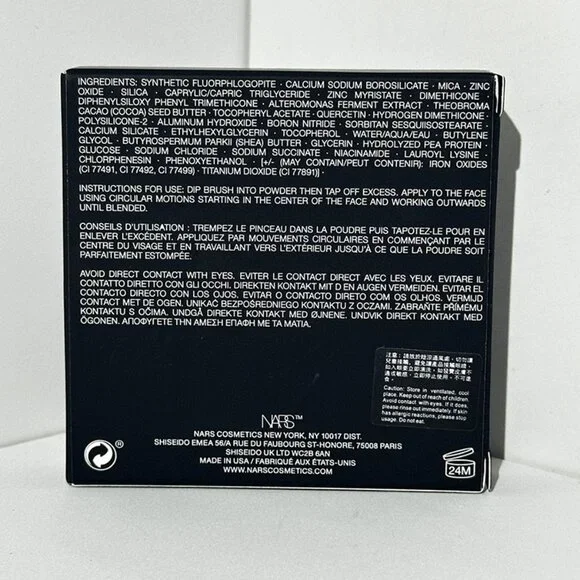 INGREDIENTS: SYNTHETIC FLUORPHLOGOPITE · CALCIUM SODIUM BOROSILICATE · MICA · ZINC
OXIDE · SILICA · CAPRYLIC/CAPRIC TRIGLYCERIDE · ZINC MYRISTATE · DIMETHICONE ·
DIPHENYLSILOXY PHENYL TRIMETHICONE · ALTEROMONAS FERMENT EXTRACT · THEOBROMA
CACAO (COCOA) SEED BUTTER · TOCOPHERYL ACETATE · QUERCETIN · HYDROGEN DIMETHICONE ·
POLYSILICONE-2 · ALUMINUM HYDROXIDE · BORON NITRIDE · SORBITAN SESQUIISOSTEARATE ·
CALCIUM SILICATE · ETHYLHEXYLGLYCERIN · TOCOPHEROL · WATER/AQUA/EAU · BUTYLENE
GLYCOL · BUTYROSPERMUM PARKII (SHEA) BUTTER · GLYCERIN · HYDROLYZED PEA PROTEIN ·
GLUCOSE · SODIUM CHLORIDE · SODIUM SUCCINATE · NIACINAMIDE · LAUROYL LYSINE ·
CHLORPHENESIN · PHENOXYETHANOL · [+/- (MAY CONTAIN/PEUT CONTENIR): IRON OXIDES
(CI 77491, CI 77492, CI 77499) · TITANIUM DIOXIDE (CI 77891)] ·
INSTRUCTIONS FOR USE: DIP BRUSH INTO POWDER THEN TAP OFF EXCESS. APPLY TO THE FACE
USING CIRCULAR MOTIONS STARTING IN THE CENTER OF THE FACE AND WORKING OUTWARDS
UNTIL BLENDED.
CONSEILS D'UTILISATION : TREMPEZ LE PINCEAU DANS LA POUDRE PUIS TAPOTEZ-LE POUR EN
ENLEVER L'EXCÉDENT. APPLIQUEZ PAR MOUVEMENTS CIRCULAIRES EN COMMENÇANT PAR LE
CENTRE DU VISAGE ET EN TRAVAILLANT VERS L'EXTÉRIEUR JUSQU'À CE QUE LA POUDRE SOIT
PARFAITEMENT ESTOMPÉE.
AVOID DIRECT CONTACT WITH EYES. EVITER LE CONTACT DIRECT AVEC LES YEUX. EVITARE IL
CONTATTO DIRETTO CON GLI OCCHI. DIREKTEN KONTAKT MIT D EN AUGEN VERMEIDEN. EVITAR EL
CONTACTO DIRECTO CON LOS OJOS. EVITAR O CONTACTO DIRETO COM OS OLHOS. VERMIJD
CONTACT MET DE OGEN. UNIKAĆ BEZPOŚREDNIEGO KONTAKTU Z OCZAMI. ZABRAŇTE PŘÍMÉMU
KONTAKTU S OČIMA. UNDGÅ DIREKTE KONTAKT MED ØJNENE. UNDVIK DIREKT KONTAKT MED
ÖGONEN. ΑΠΟΦΥΓΕΤΕ ΤΗΝ ΑΜΕΣΗ ΕΠΑΦΗ ΜΕ ΤΑ ΜΑΤΙΑ.
Caution: Store in ventilated, cool
place. Keep out of reach of children.
Avoid contact with eyes. If it does,
please rinse out immediately. If skin
has allergic reactions, please
do not use.
NARS™
NARS COSMETICS NEW YORK, NY 10017 DIST.
SHISEIDO EMEA 56/A RUE DU FAUBOURG ST-HONORE, 75008 PARIS
SHISEIDO UK LTD WC2B 6AN
MADE IN USA / FABRIQUÉ AUX ÉTATS-UNIS
WWW.NARSCOSMETICS.COM
®
24M